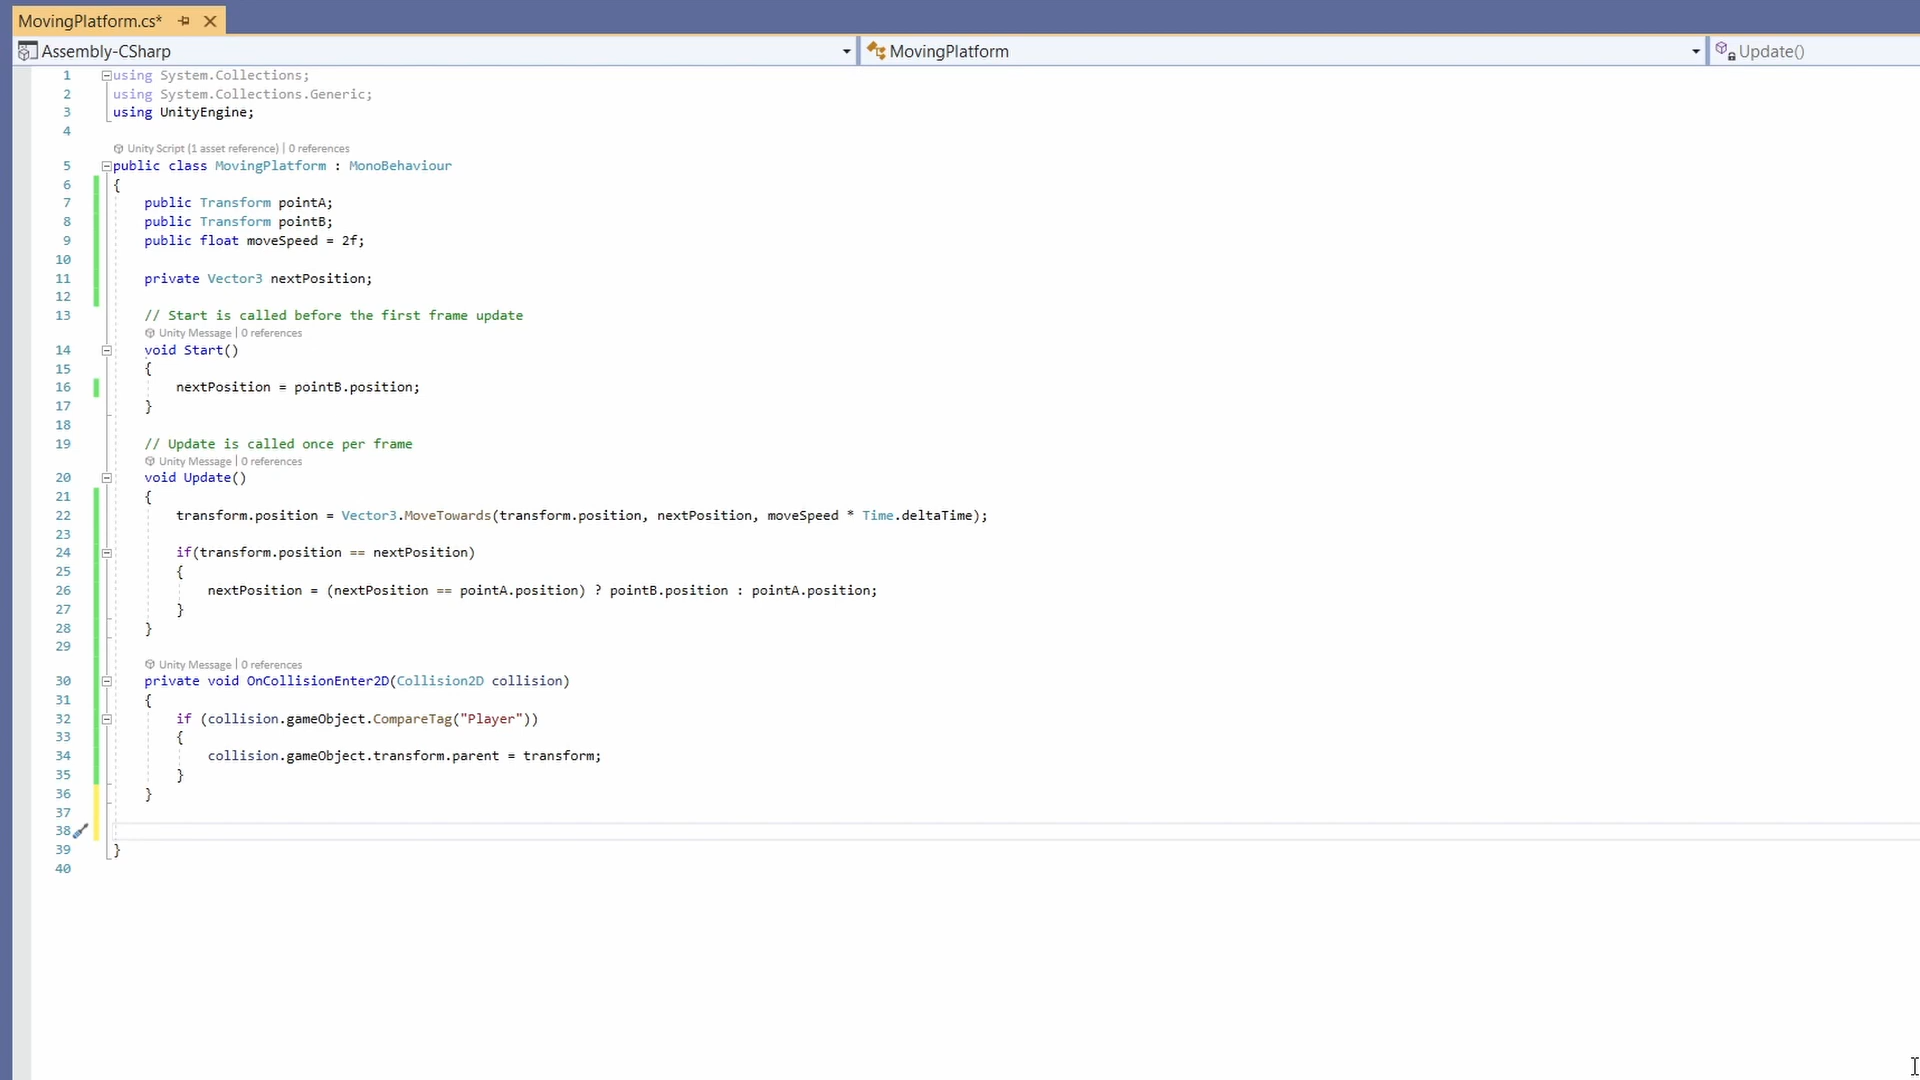 MovingPlatform.cs*
Assembly-CSharp
MovingPlatform
Update()
1 using System.Collections;
2 using System.Collections.Generic;
3 using UnityEngine;
4
Unity Script (1 asset reference) | 0 references
5 public class MovingPlatform : MonoBehaviour
6 {
7 public Transform pointA;
8 public Transform pointB;
9 public float moveSpeed = 2f;
10
11 private Vector3 nextPosition;
12
13 // Start is called before the first frame update
Unity Message | 0 references
14 void Start()
15 {
16 nextPosition = pointB.position;
17 }
18
19 // Update is called once per frame
Unity Message | 0 references
20 void Update()
21 {
22 transform.position = Vector3.MoveTowards(transform.position, nextPosition, moveSpeed * Time.deltaTime);
23
24 if(transform.position == nextPosition)
25 {
26 nextPosition = (nextPosition == pointA.position) ? pointB.position : pointA.position;
27 }
28 }
29
Unity Message | 0 references
30 private void OnCollisionEnter2D(Collision2D collision)
31 {
32 if (collision.gameObject.CompareTag("Player"))
33 {
34 collision.gameObject.transform.parent = transform;
35 }
36 }
37
38
39 }
40